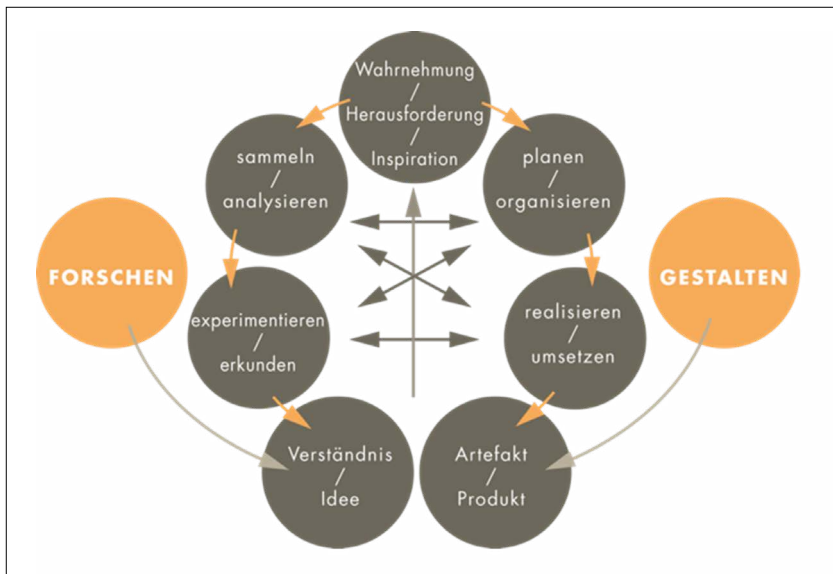 Wahrnehmung
/
Herausforderung
/
Inspiration
sammeln
/
analysieren
planen
/
organisieren
FORSCHEN
GESTALTEN
experimentieren
/
erkunden
realisieren
/
umsetzen
Verständnis
/
Idee
Artefakt
/
Produkt